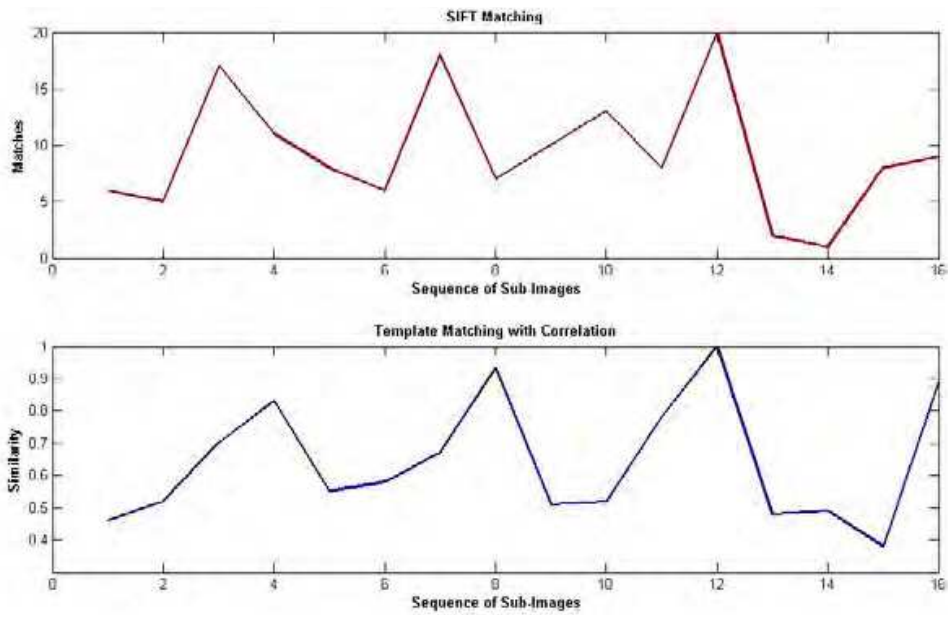 SIFT Matching
20
15
10
5
0
Matches
0 2 4 6 8 10 12 14 16
Sequence of Sub-Images
Template Matching with Correlation
1
0.9
0.8
0.7
0.6
0.5
0.4
Similarity
0 2 4 6 8 10 12 14 16
Sequence of Sub-Images